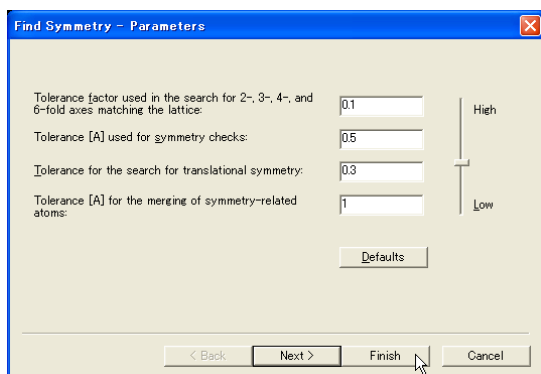 Find Symmetry - Parameters
Tolerance factor used in the search for 2-, 3-, 4-, and
6-fold axes matching the lattice:
0.1
High
Tolerance [A] used for symmetry checks:
0.5
Tolerance for the search for translational symmetry:
0.3
Tolerance [A] for the merging of symmetry-related
atoms:
1
Low
Defaults
< Back
Next >
Finish
Cancel